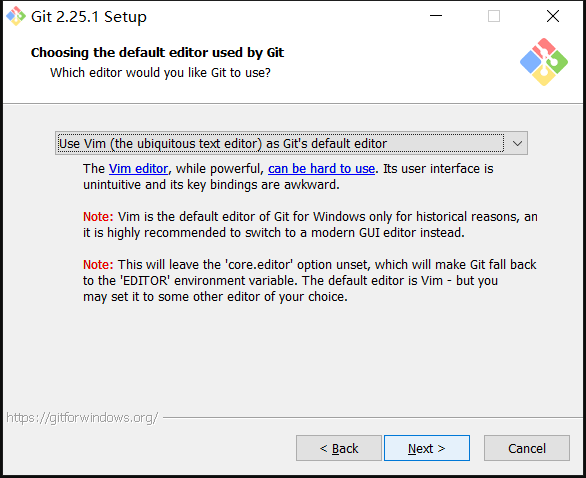 Git 2.25.1 Setup
Choosing the default editor used by Git
Which editor would you like Git to use?
Use Vim (the ubiquitous text editor) as Git's default editor
The Vim editor, while powerful, can be hard to use. Its user interface is
unintuitive and its key bindings are awkward.
Note: Vim is the default editor of Git for Windows only for historical reasons, an
it is highly recommended to switch to a modern GUI editor instead.
Note: This will leave the 'core.editor' option unset, which will make Git fall back
to the 'EDITOR' environment variable. The default editor is Vim - but you
may set it to some other editor of your choice.
https://gitforwindows.org/
< Back
Next >
Cancel